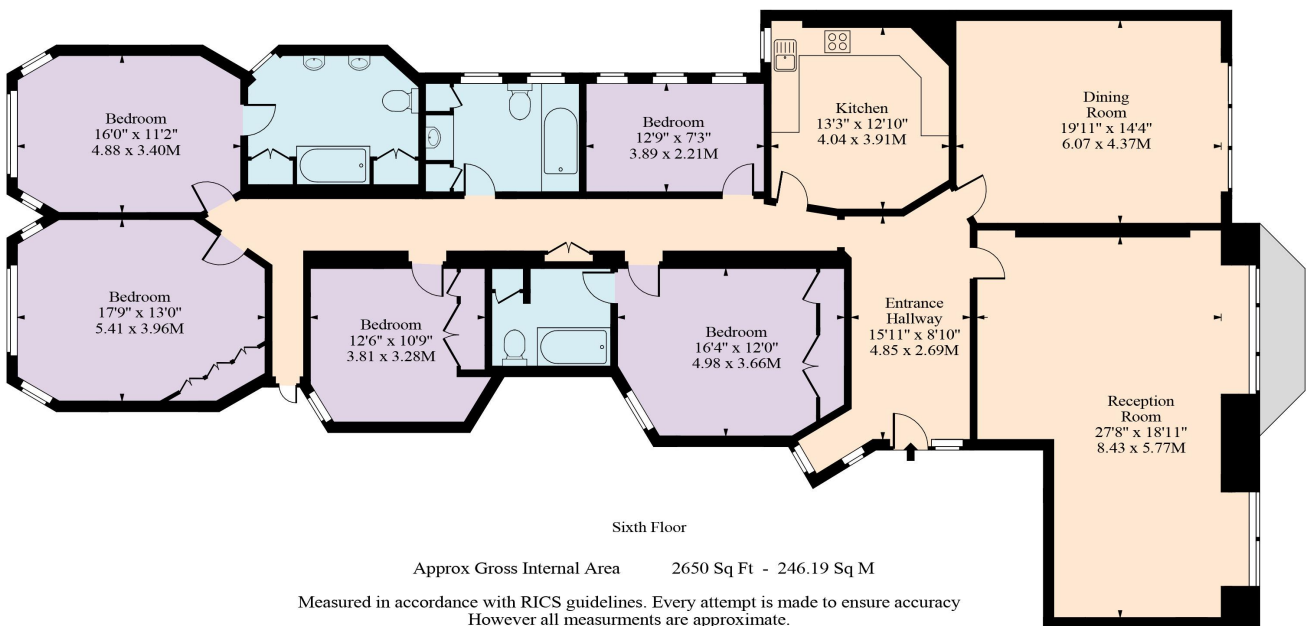 Bedroom
16'0" x 11'2"
4.88 x 3.40M
Bedroom
12'9" x 7'3"
3.89 x 2.21M
Kitchen
13'3" x 12'10"
4.04 x 3.91M
Dining
Room
19'11" x 14'4"
6.07 x 4.37M
Bedroom
17'9" x 13'0"
5.41 x 3.96M
Bedroom
12'6" x 10'9"
3.81 x 3.28M
Bedroom
16'4" x 12'0"
4.98 x 3.66M
Entrance
Hallway
15'11" x 8'10"
4.85 x 2.69M
Reception
Room
27'8" x 18'11"
8.43 x 5.77M
Sixth Floor
Approx Gross Internal Area 2650 Sq Ft - 246.19 Sq M
Measured in accordance with RICS guidelines. Every attempt is made to ensure accuracy
However all measurments are approximate.